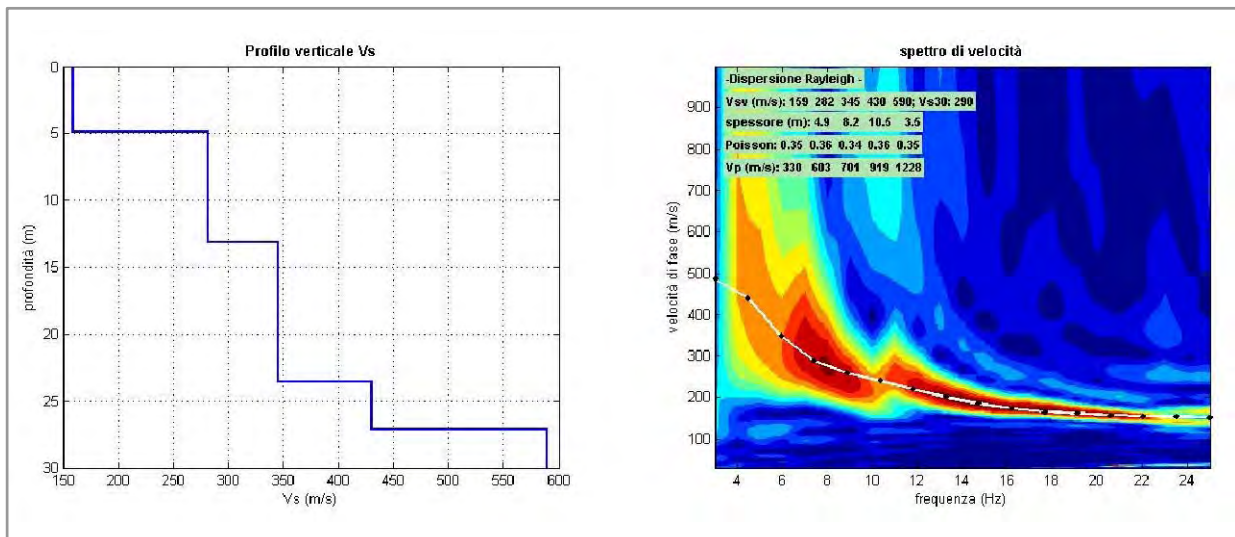 Profilo verticale Vs
0
5
10
15
20
25
30
profondità (m)
150 200 250 300 350 400 450 500 550 600
Vs (m/s)
spettro di velocità
-Dispersione Rayleigh -
Vsv (m/s): 159 282 345 430 590; Vs30: 290
spessore (m): 4.9 8.2 10.5 3.5
Poisson: 0.35 0.36 0.34 0.36 0.35
Vp (m/s): 330 603 701 919 1228
900
800
700
600
500
400
300
200
100
velocità di fase (m/s)
4 6 8 10 12 14 16 18 20 22 24
frequenza (Hz)